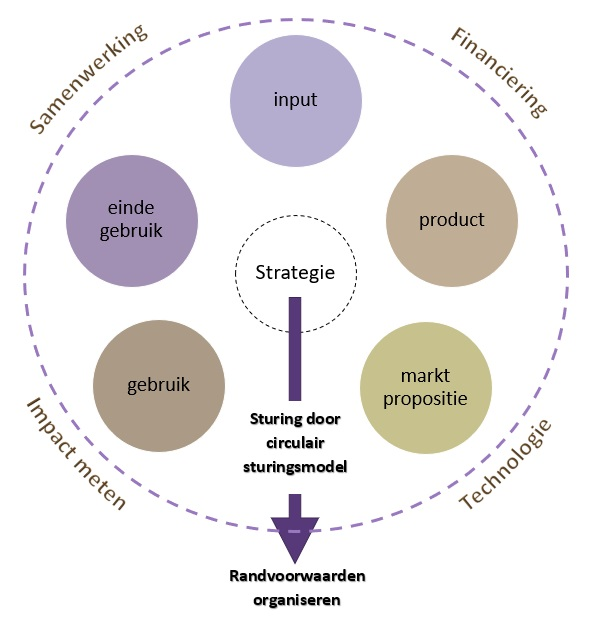 Samenwerking
Financiering
input
einde
gebruik
product
Strategie
gebruik
markt
propositie
Sturing door
circulair
sturingsmodel
Impact meten
Technologie
Randvoorwaarden
organiseren